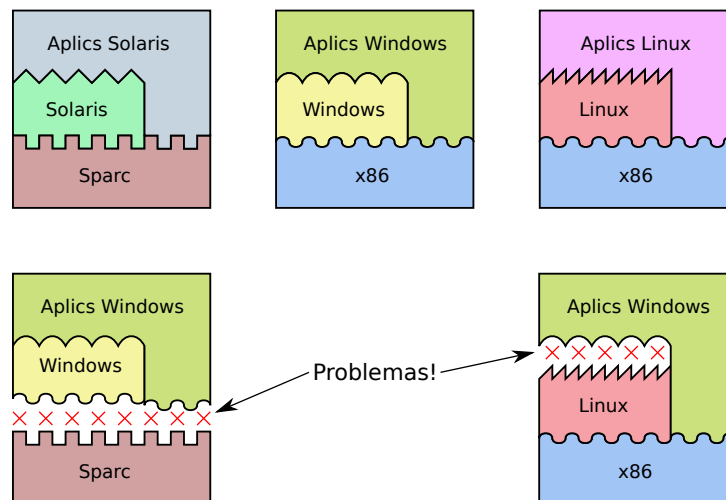 Aplics Solaris
Solaris
Sparc
Aplics Windows
Windows
x86
Aplics Linux
Linux
x86
Aplics Windows
Windows
Sparc
Problemas!
Aplics Windows
Linux
x86